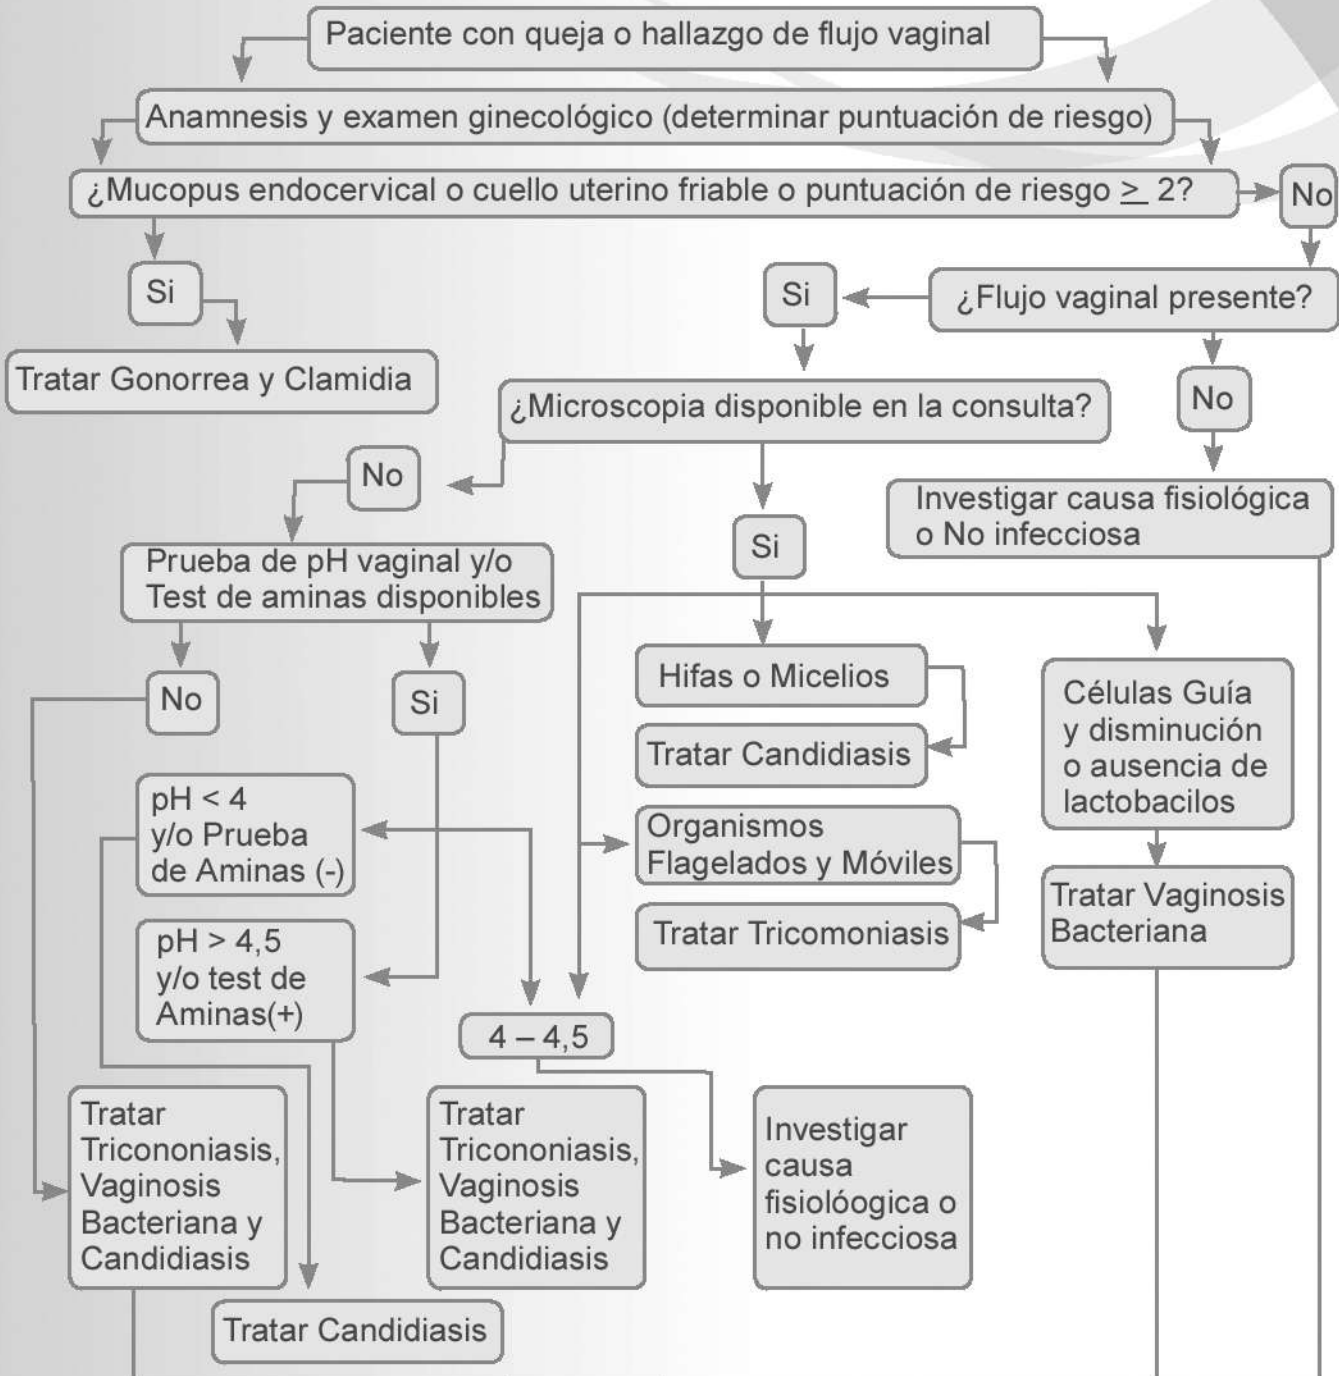 Paciente con queja o hallazgo de flujo vaginal
Anamnesis y examen ginecológico (determinar puntuación de riesgo)
¿Mucopus endocervical o cuello uterino friable o puntuación de riesgo ≥ 2?
No
Si
Tratar Gonorrea y Clamidia
¿Flujo vaginal presente?
Si
No
Investigar causa fisiológica
o No infecciosa
¿Microscopia disponible en la consulta?
No
Si
Prueba de pH vaginal y/o
Test de aminas disponibles
No
Si
Hifas o Micelios
Tratar Candidiasis
Células Guía
y disminución
o ausencia de
lactobacilos
Organismos
Flagelados y Móviles
Tratar Tricomoniasis
Tratar Vaginosis
Bacteriana
pH < 4
y/o Prueba
de Aminas (-)
pH > 4,5
y/o test de
Aminas(+)
4 – 4,5
Tratar
Tricononiasis,
Vaginosis
Bacteriana y
Candidiasis
Tratar
Tricononiasis,
Vaginosis
Bacteriana y
Candidiasis
Investigar
causa
fisiolóogica o
no infecciosa
Tratar Candidiasis